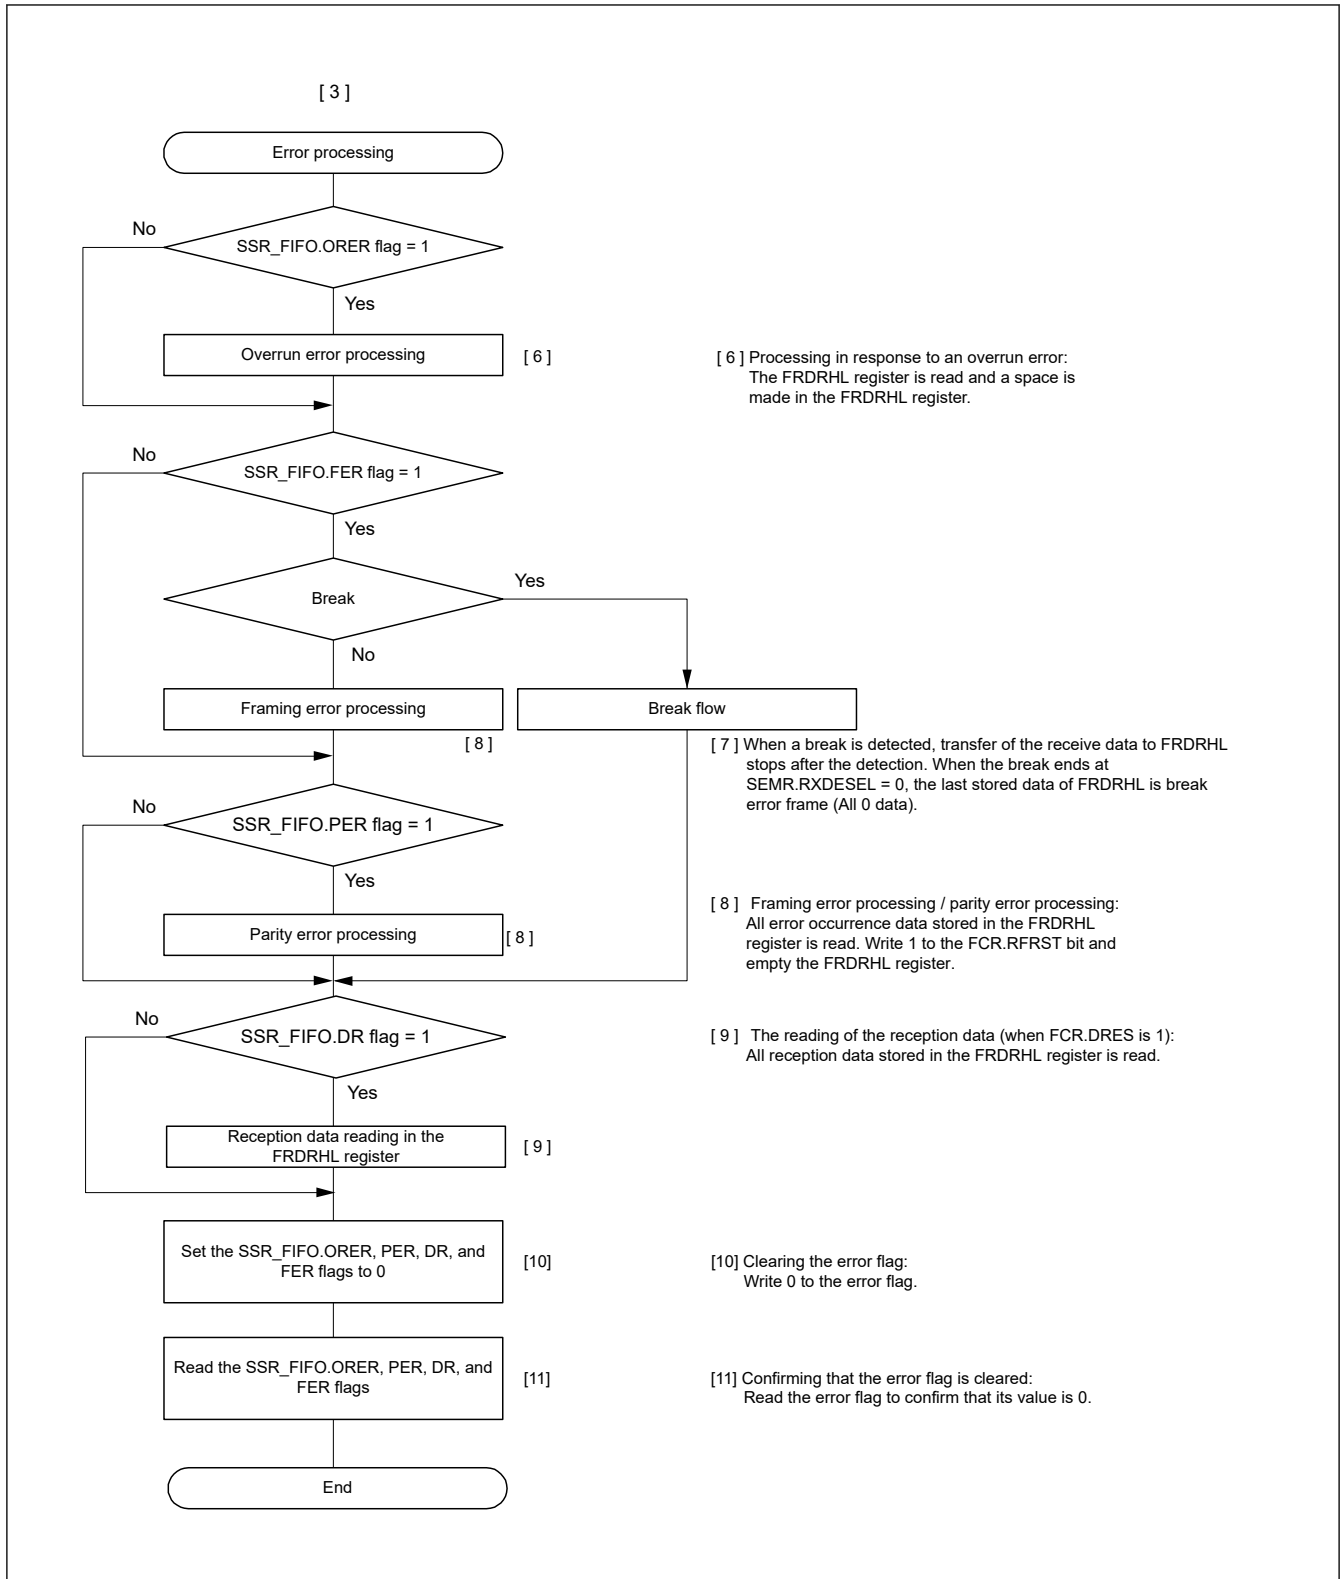 [ 3 ]
Error processing
No
SSR_FIFO.ORER flag = 1
Yes
Overrun error processing
[ 6 ]
[ 6 ] Processing in response to an overrun error:
The FRDRHL register is read and a space is
made in the FRDRHL register.
No
SSR_FIFO.FER flag = 1
Yes
Break
Yes
No
Framing error processing
[ 8 ]
Break flow
[ 7 ] When a break is detected, transfer of the receive data to FRDRHL
stops after the detection. When the break ends at
SEMR.RXDESEL = 0, the last stored data of FRDRHL is break
error frame (All 0 data).
No
SSR_FIFO.PER flag = 1
Yes
Parity error processing
[ 8 ]
[ 8 ] Framing error processing / parity error processing:
All error occurrence data stored in the FRDRHL
register is read. Write 1 to the FCR.RFRST bit and
empty the FRDRHL register.
No
SSR_FIFO.DR flag = 1
Yes
[ 9 ] The reading of the reception data (when FCR.DRES is 1):
All reception data stored in the FRDRHL register is read.
Reception data reading in the
FRDRHL register
[ 9 ]
Set the SSR_FIFO.ORER, PER, DR, and
FER flags to 0
[10]
[10] Clearing the error flag:
Write 0 to the error flag.
Read the SSR_FIFO.ORER, PER, DR, and
FER flags
[11]
[11] Confirming that the error flag is cleared:
Read the error flag to confirm that its value is 0.
End